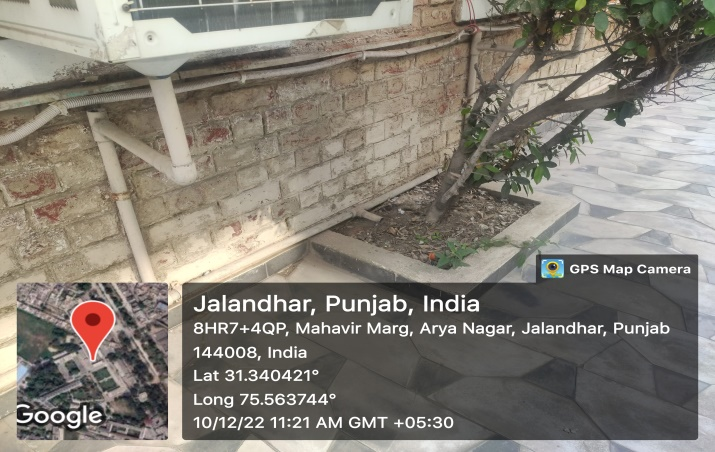 GPS Map Camera
Jalandhar, Punjab, India
8HR7+4QP, Mahavir Marg, Arya Nagar, Jalandhar, Punjab
144008, India
Lat 31.340421°
Long 75.563744°
10/12/22 11:21 AM GMT +05:30
Google